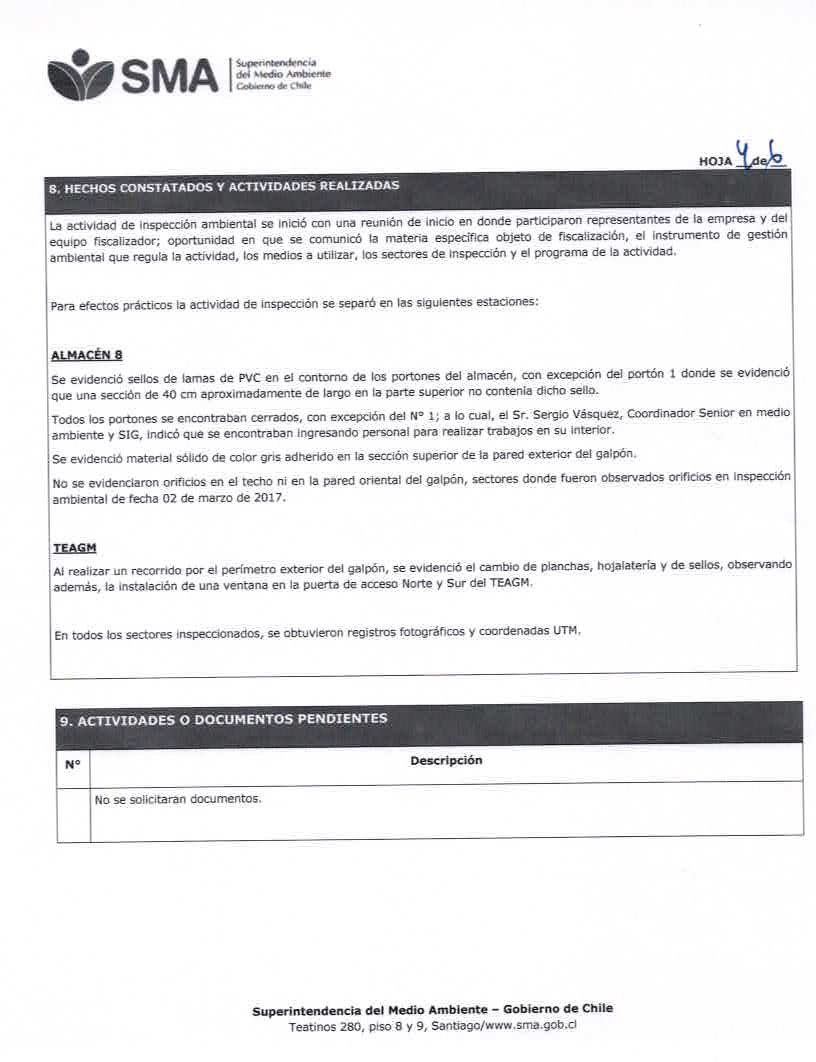 SMA
Superintendencia
del Medio Ambiente
Gobierno de Chile
HOJA 4 de 6
8. HECHOS CONSTATADOS Y ACTIVIDADES REALIZADAS
La actividad de inspección ambiental se inició con una reunión de inicio en donde participaron representantes de la empresa y del
equipo fiscalizador; oportunidad en que se comunicó la materia específica objeto de fiscalización, el instrumento de gestión
ambiental que regula la actividad, los medios a utilizar, los sectores de inspección y el programa de la actividad.
Para efectos prácticos la actividad de inspección se separó en las siguientes estaciones:
ALMACÉN 8
Se evidenció sellos de lamas de PVC en el contorno de los portones del almacén, con excepción del portón 1 donde se evidenció
que una sección de 40 cm aproximadamente de largo en la parte superior no contenía dicho sello.
Todos los portones se encontraban cerrados, con excepción del N° 1; a lo cual, el Sr. Sergio Vásquez, Coordinador Senior en medio
ambiente y SIG, indicó que se encontraban ingresando personal para realizar trabajos en su interior.
Se evidenció material sólido de color gris adherido en la sección superior de la pared exterior del galpón.
No se evidenciaron orificios en el techo ni en la pared oriental del galpón, sectores donde fueron observados orificios en inspección
ambiental de fecha 02 de marzo de 2017.
TEAGM
Al realizar un recorrido por el perímetro exterior del galpón, se evidenció el cambio de planchas, hojalatería y de sellos, observando
además, la instalación de una ventana en la puerta de acceso Norte y Sur del TEAGM.
En todos los sectores inspeccionados, se obtuvieron registros fotográficos y coordenadas UTM.
9. ACTIVIDADES O DOCUMENTOS PENDIENTES
N° Descripción
No se solicitaran documentos.
Superintendencia del Medio Ambiente – Gobierno de Chile
Teatinos 280, piso 8 y 9, Santiago/www.sma.gob.cl